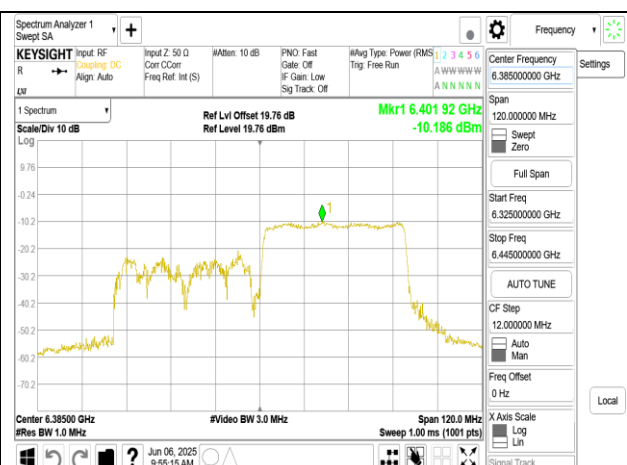 Spectrum Analyzer 1
Swept SA
Frequency
KEYSIGHT
R
LXI
Input: RF
Coupling: DC
Align: Auto
Input Z: 50 Ω
Corr CCorr
Freq Ref: Int (S)
#Atten: 10 dB
PNO: Fast
Gate: Off
IF Gain: Low
Sig Track: Off
#Avg Type: Power (RMS
Trig: Free Run
1 2 3 4 5 6
A W W W W W
A N N N N N
Settings
Center Frequency
6.385000000 GHz
Span
120.000000 MHz
Swept
Zero
Full Span
Start Freq
6.325000000 GHz
Stop Freq
6.445000000 GHz
AUTO TUNE
CF Step
12.000000 MHz
Auto
Man
Freq Offset
0 Hz
X Axis Scale
Log
Lin
Signal Track
Local
1 Spectrum
Scale/Div 10 dB
Log
Ref Lvl Offset 19.76 dB
Ref Level 19.76 dBm
Mkr1 6.401 92 GHz
-10.186 dBm
1
9.76
-0.24
-10.2
-20.2
-30.2
-40.2
-50.2
-60.2
-70.2
Center 6.38500 GHz
#Res BW 1.0 MHz
#Video BW 3.0 MHz
Span 120.0 MHz
Sweep 1.00 ms (1001 pts)
?
Jun 06, 2025
9:55:15 AM